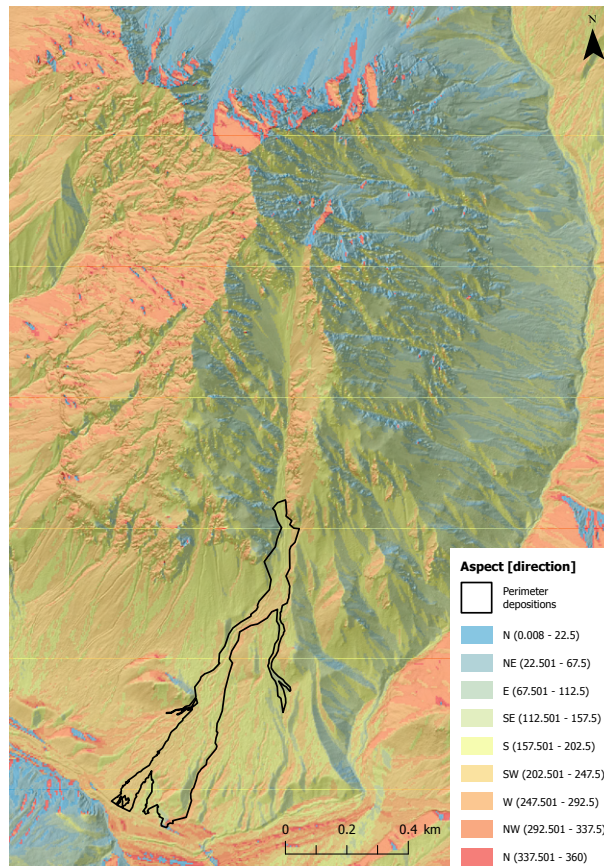 N
Aspect [direction]
Perimeter
depositions
N (0.008 - 22.5)
NE (22.501 - 67.5)
E (67.501 - 112.5)
SE (112.501 - 157.5)
S (157.501 - 202.5)
SW (202.501 - 247.5)
W (247.501 - 292.5)
NW (292.501 - 337.5)
N (337.501 - 360)
0 0.2 0.4 km